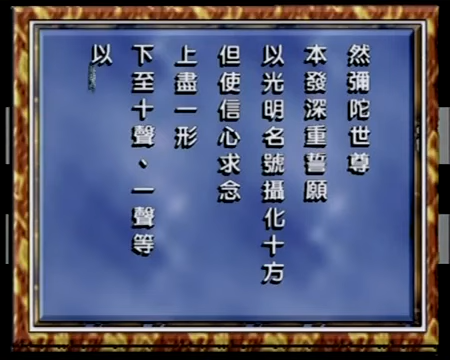 然彌陀世尊
本發深重誓願
以光明名號攝化十方
但使信心求念
上盡一形
下至十聲、一聲等
以